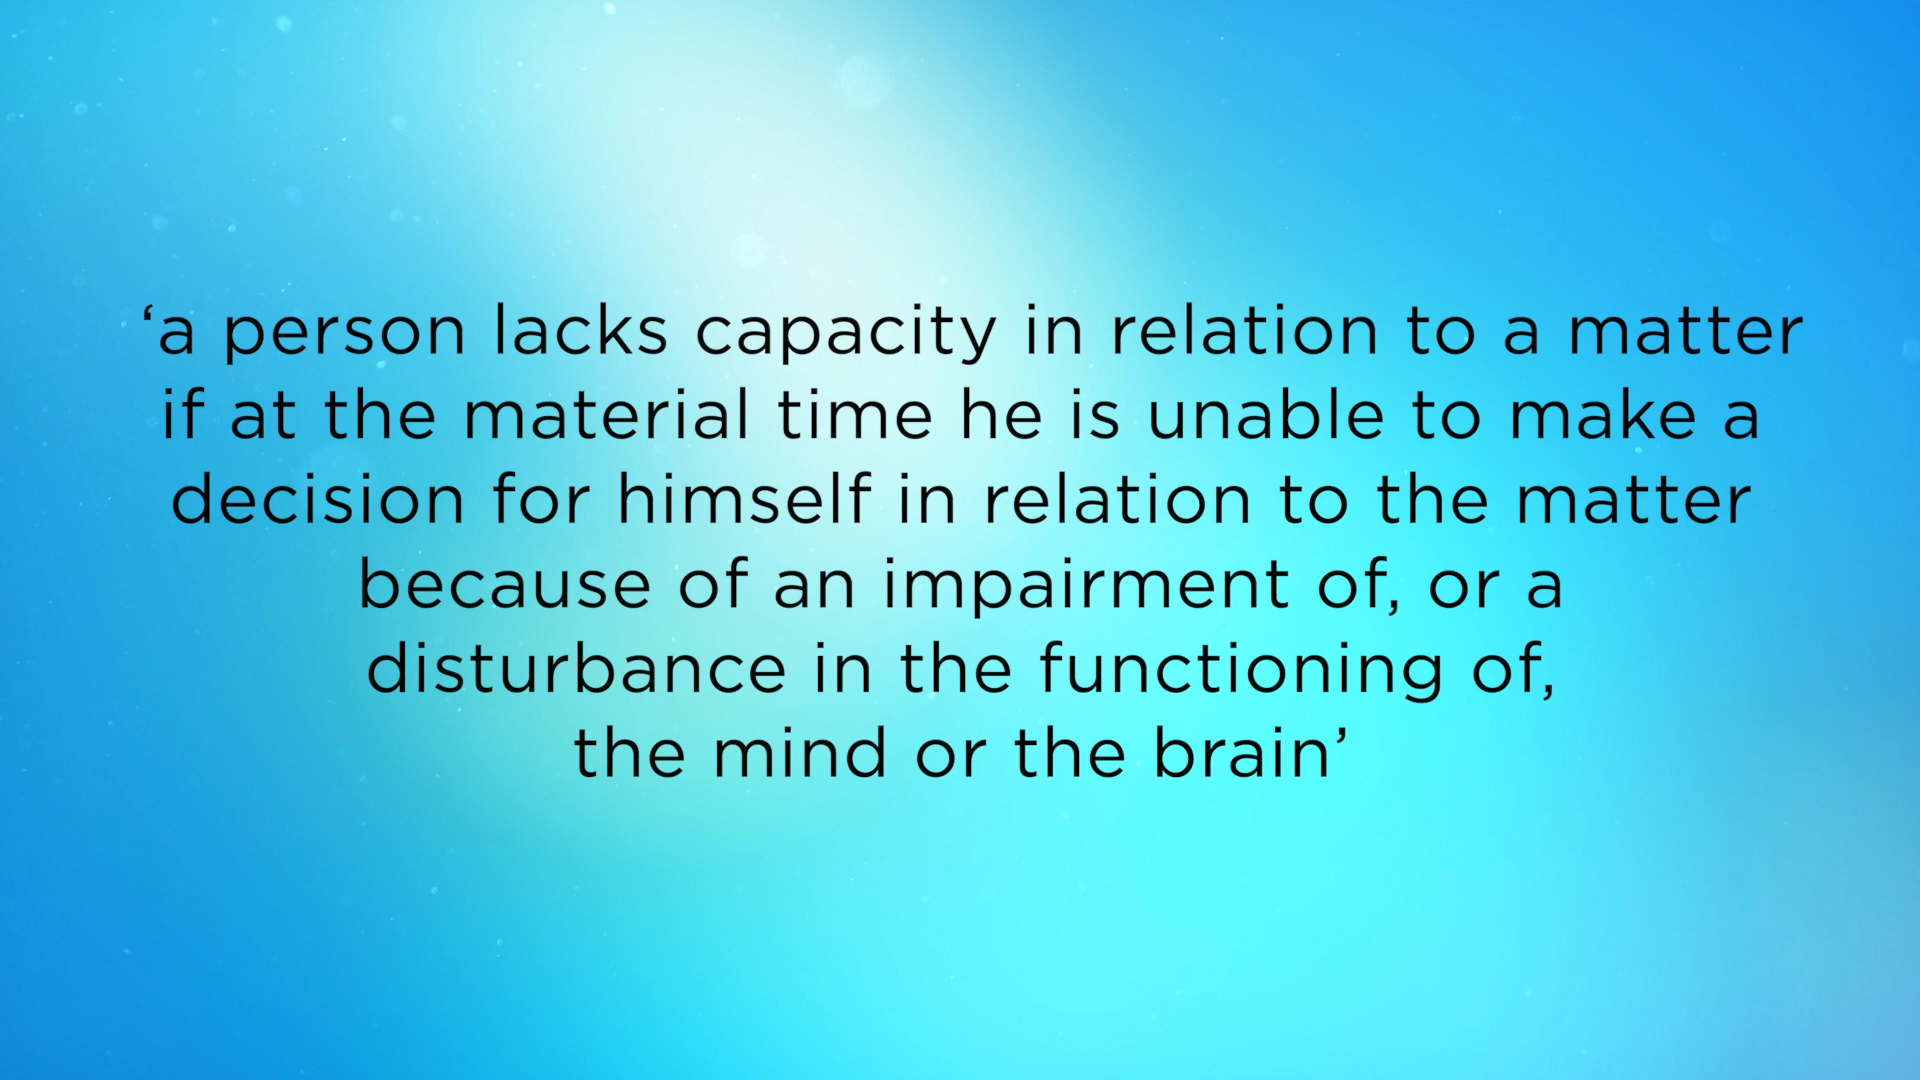 ‘a person lacks capacity in relation to a matter
if at the material time he is unable to make a
decision for himself in relation to the matter
because of an impairment of, or a
disturbance in the functioning of,
the mind or the brain’